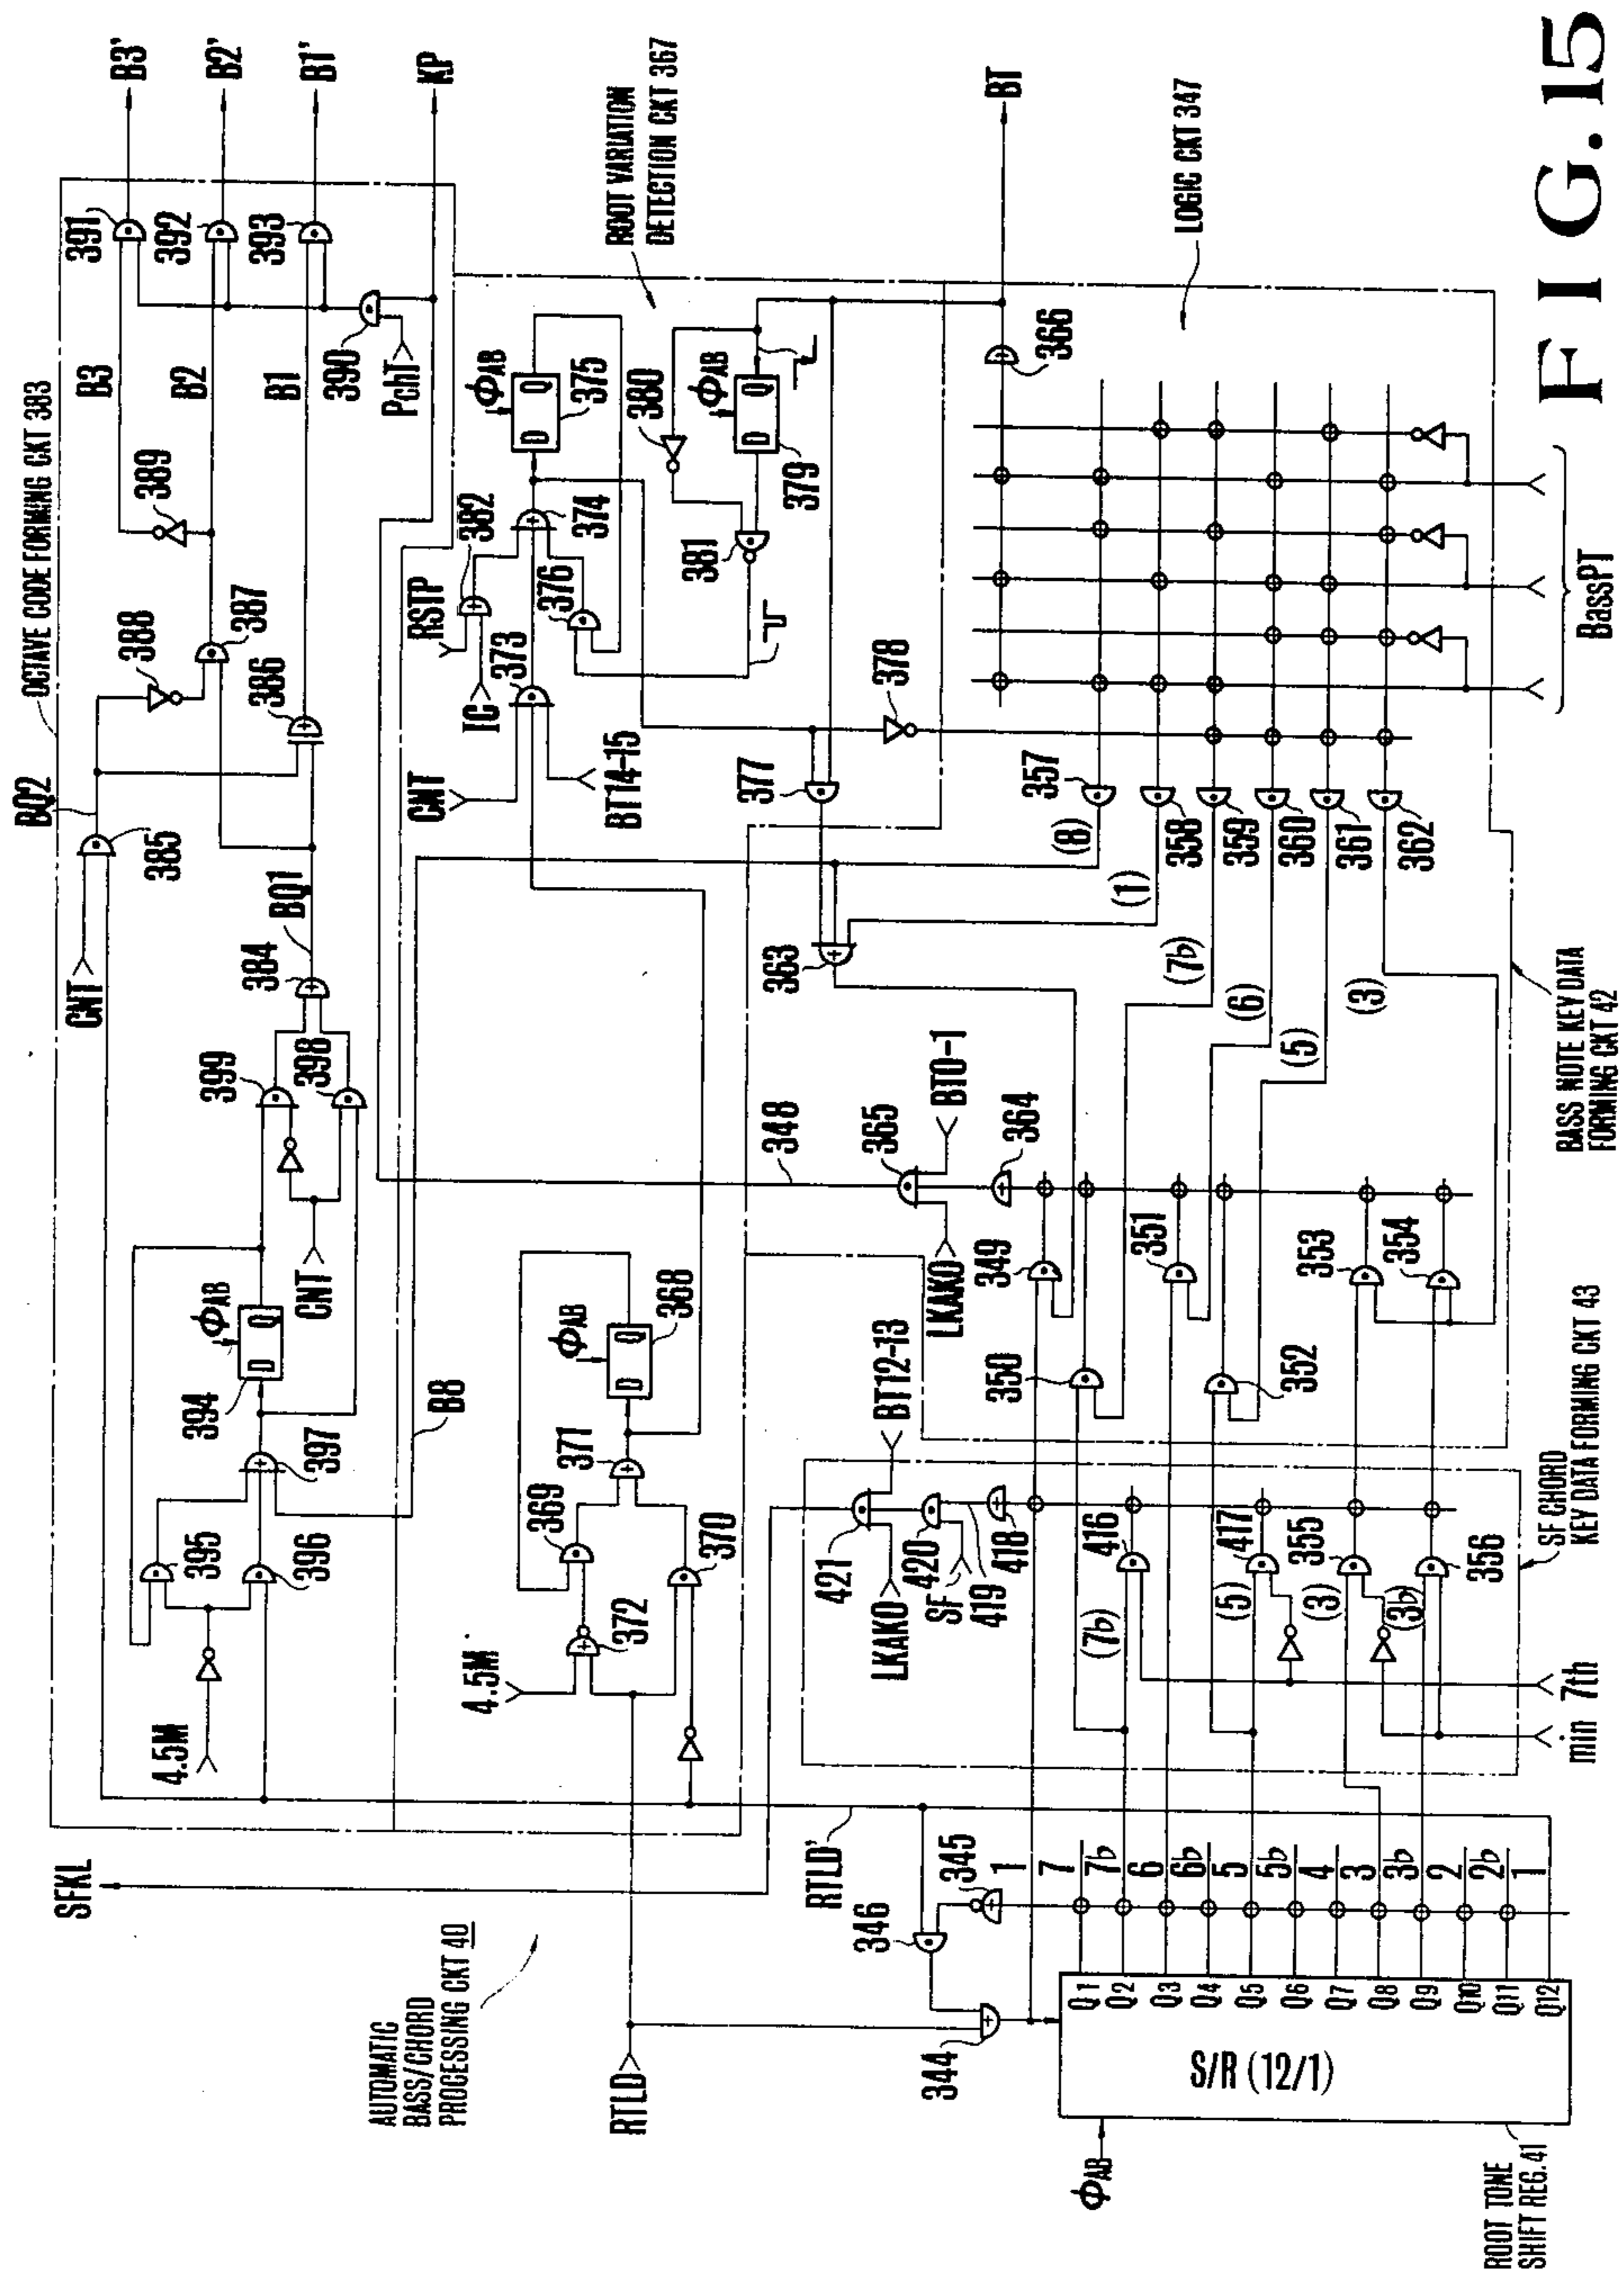 OCTAVE CODE FORMING CKT 383
B3'
B2'
B1'
KP
391
392
393
390
PchT
B3
B2
B1
389
388
387
386
BQ2
385
CNT
BQ1
384
399
398
CNT
ΦAB
D Q
394
397
395
396
4.5M
SFKL
ROOT VARIATION
DETECTION CKT 367
ΦAB
D Q
375
RSTP
382
374
IC
376
373
CNT
BT14-15
380
ΦAB
D Q
379
381
377
378
BT
366
LOGIC CKT 347
B8
ΦAB
D Q
368
371
369
370
372
4.5M
RTLD'
AUTOMATIC
BASS/CHORD
PROCESSING CKT 40
RTLD
348
365
BT0-1
364
LKAKO
349
350
351
352
353
354
363
357
358
359
360
361
362
(8)
(1)
(7b)
(6)
(5)
(3)
BassPT
BASS NOTE KEY DATA
FORMING CKT 42
BT12-13
421
LKAKO
420
SF
419
418
416
417
355
356
(7b)
(5)
(3)
(3b)
SF CHORD
KEY DATA FORMING CKT 43
min 7th
346
345
344
1
7
7b
6
6b
5
5b
4
3
3b
2
2b
1
Q1
Q2
Q3
Q4
Q5
Q6
Q7
Q8
Q9
Q10
Q11
Q12
S/R (12/1)
ΦAB
ROOT TONE
SHIFT REG. 41
FIG. 15